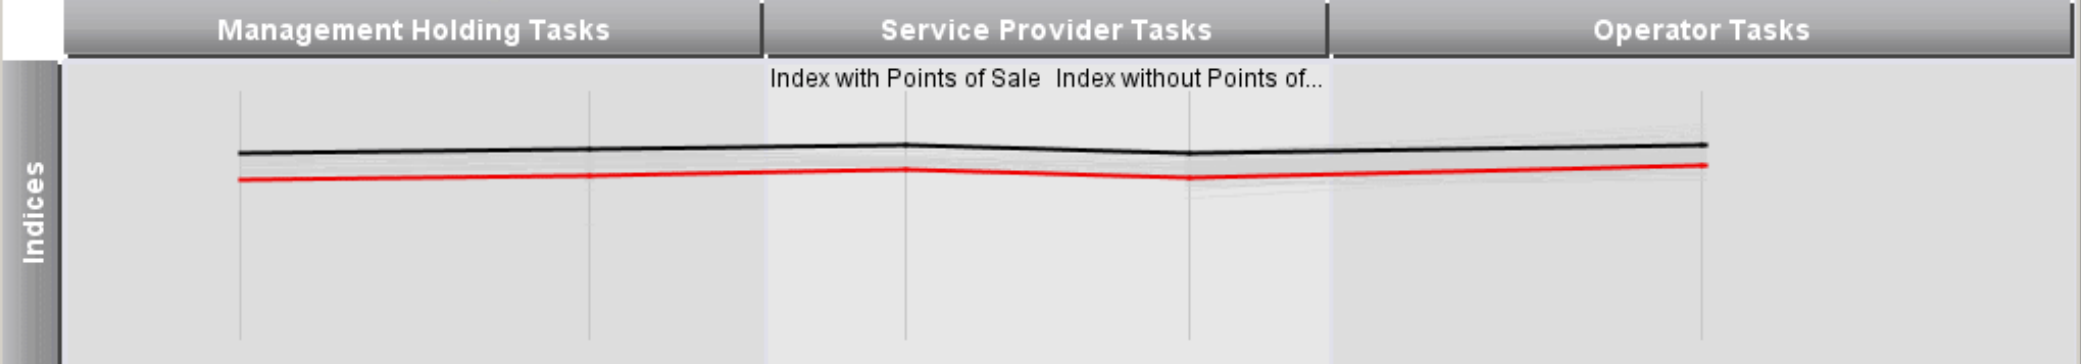 Management Holding Tasks
Service Provider Tasks
Operator Tasks
Index with Points of Sale
Index without Points of...
Indices